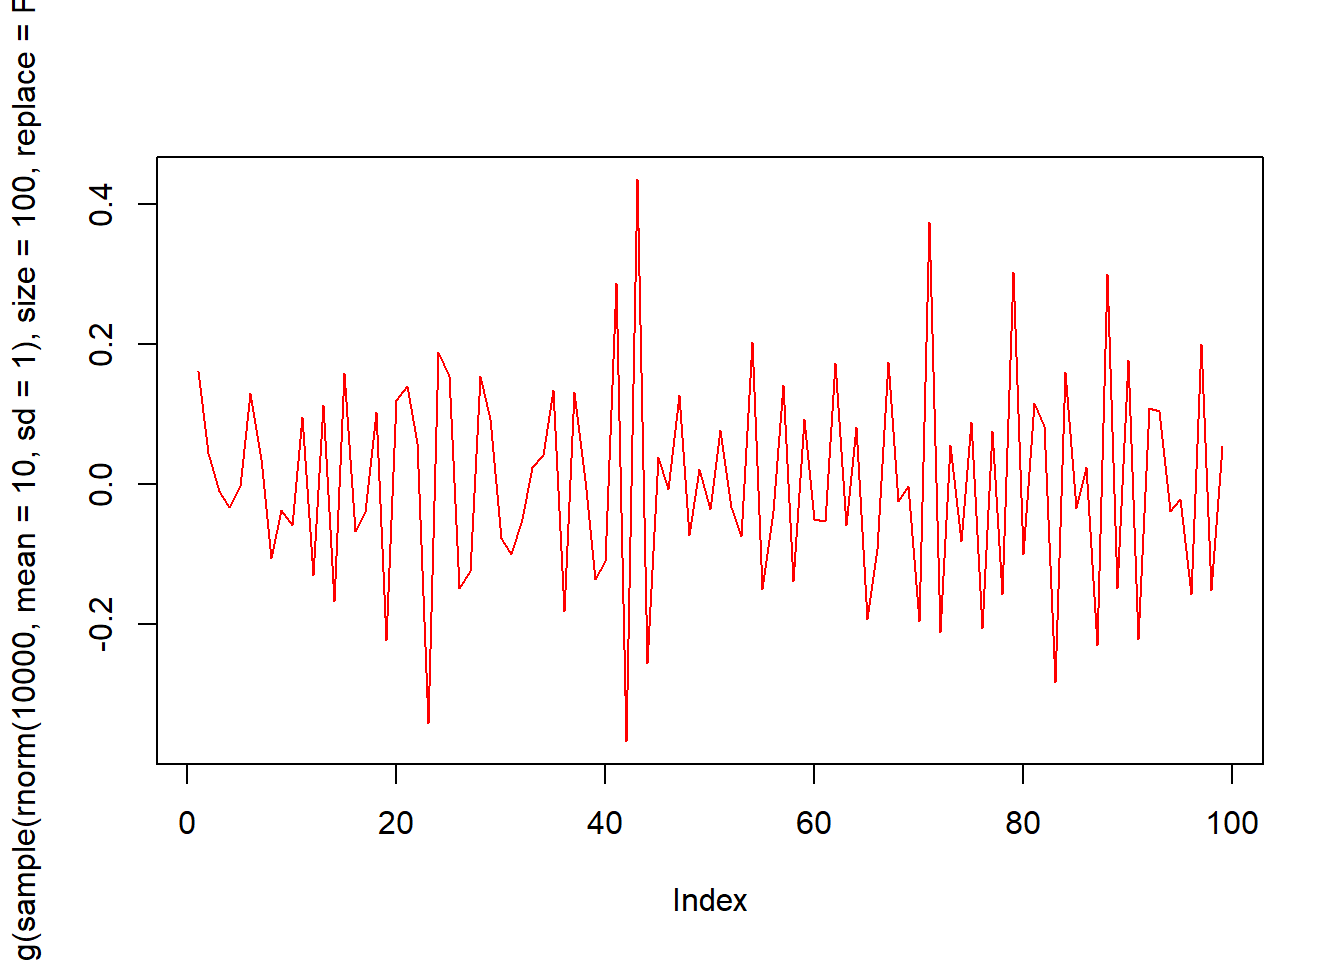 g(sample(rnorm(10000, mean = 10, sd = 1), size = 100, replace = F
0.4
0.2
0.0
-0.2
0 20 40 60 80 100
Index